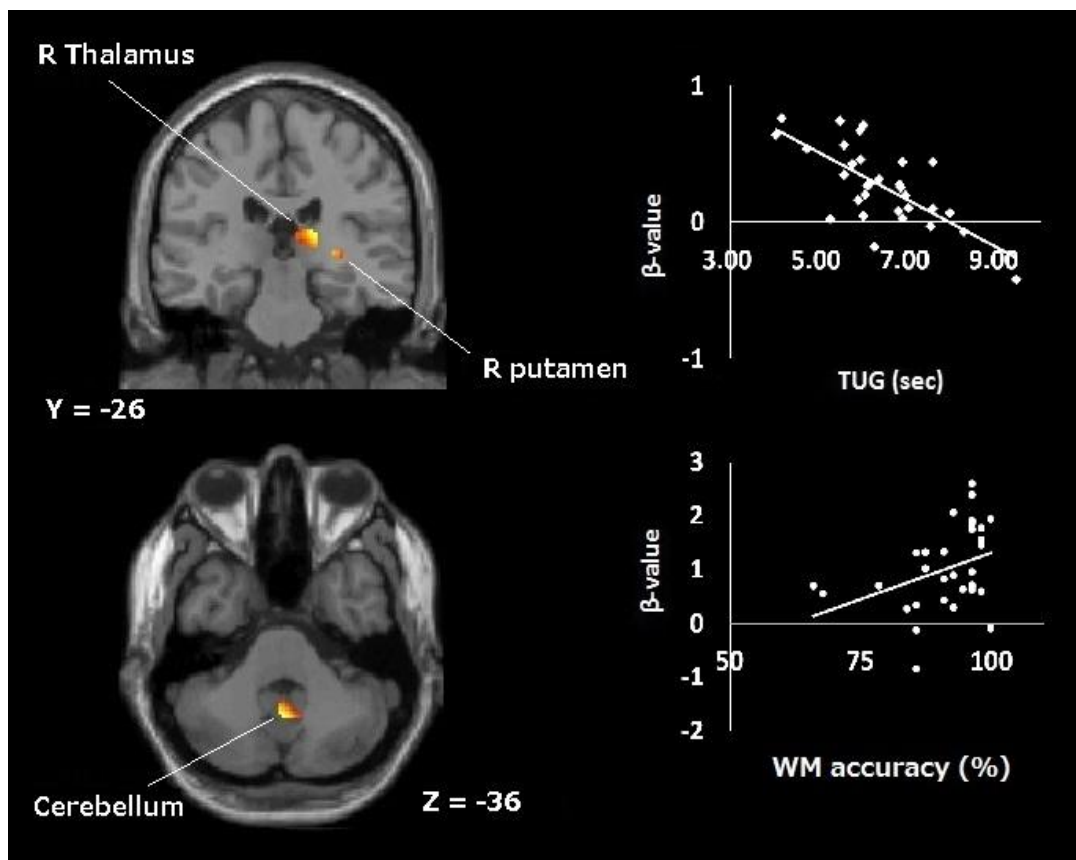 R Thalamus
R putamen
Y = -26
β-value
1
0
-1
3.00 5.00 7.00 9.00
TUG (sec)
Cerebellum
Z = -36
β-value
3
2
1
0
-1
-2
50 75 100
WM accuracy (%)